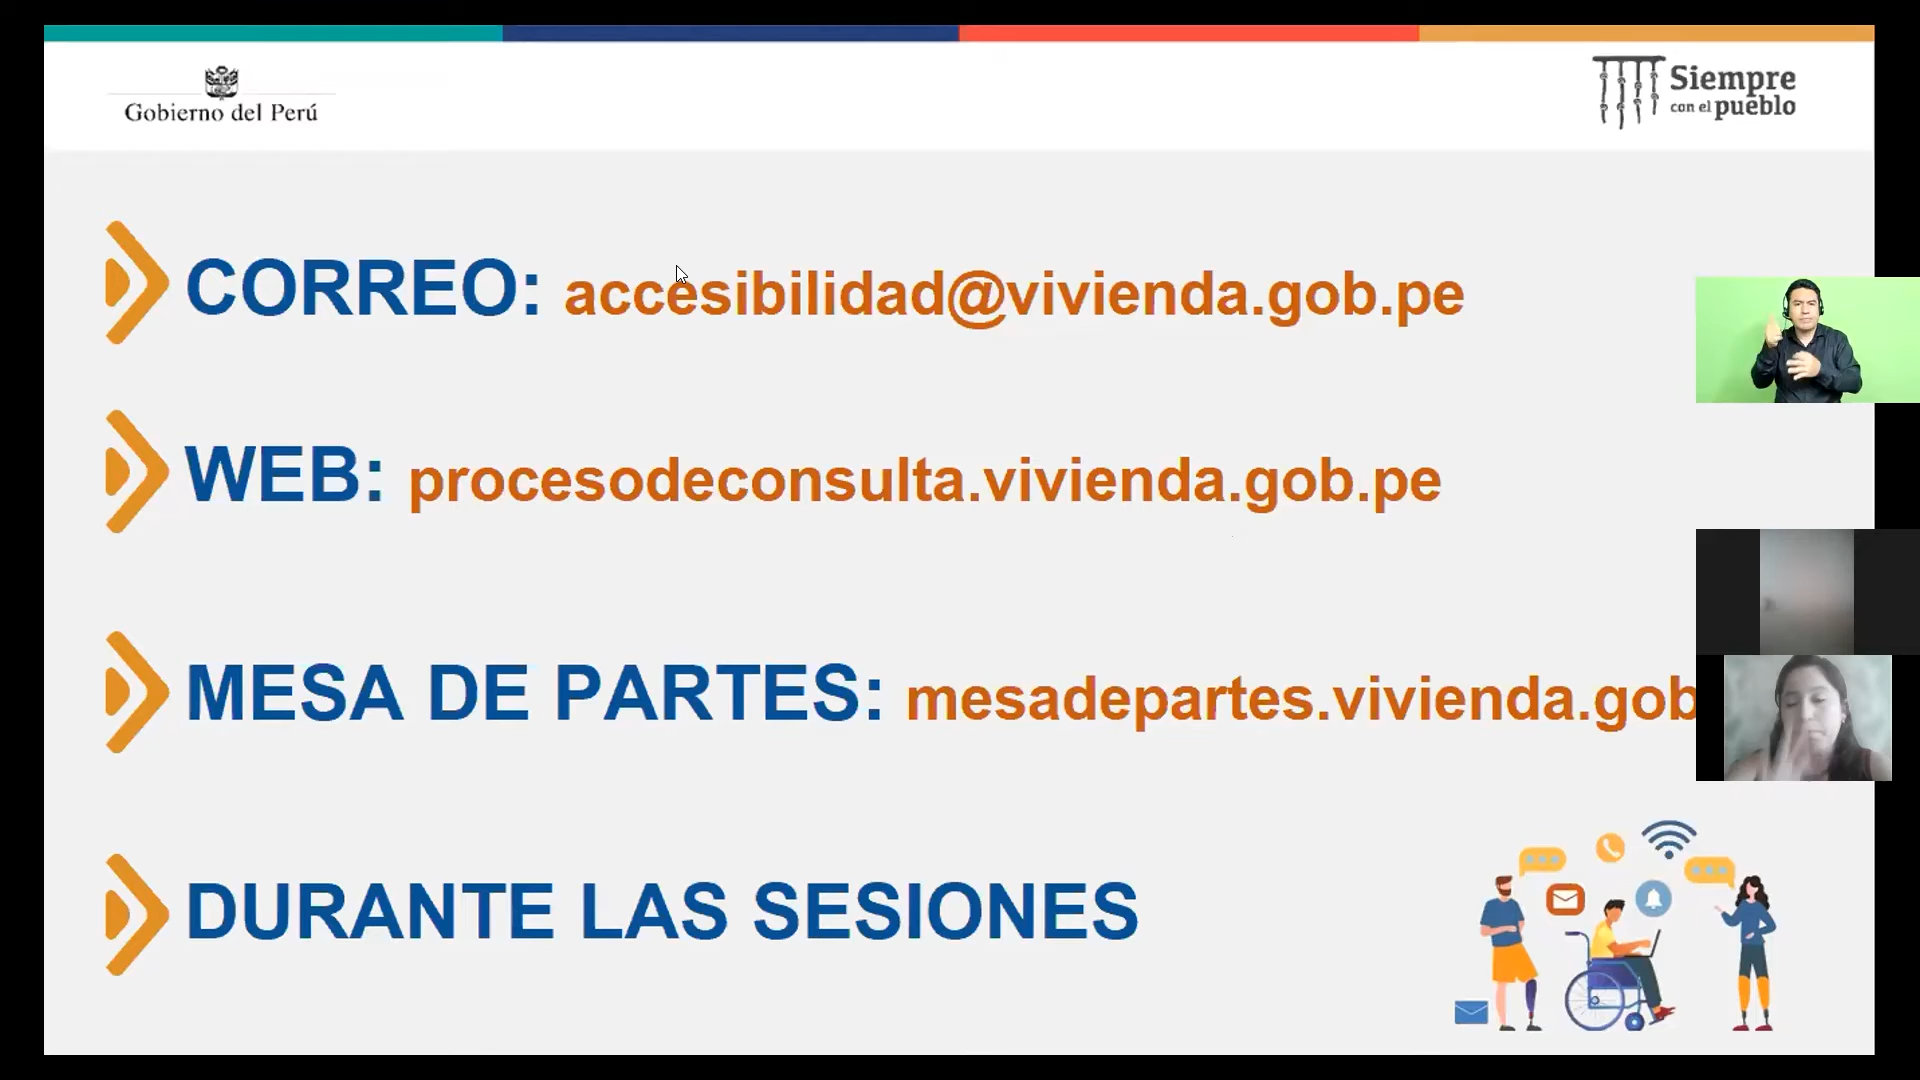 Gobierno del Perú
Siempre
con el pueblo
CORREO: accesibilidad@vivienda.gob.pe
WEB: procesodeconsulta.vivienda.gob.pe
MESA DE PARTES: mesadepartes.vivienda.gob
DURANTE LAS SESIONES